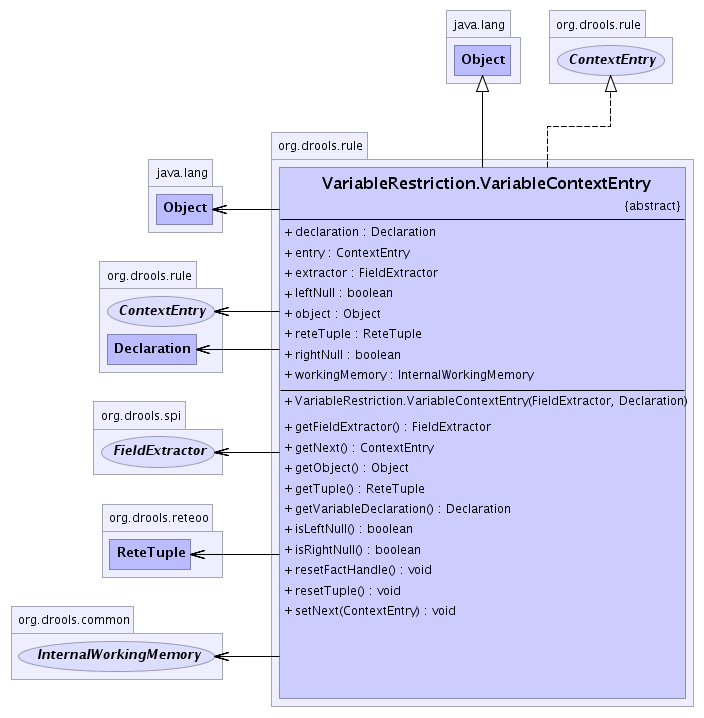 java.lang
Object
org.drools.rule
ContextEntry
org.drools.rule
VariableRestriction.VariableContextEntry
{abstract}
+ declaration : Declaration
+ entry : ContextEntry
+ extractor : FieldExtractor
+ leftNull : boolean
+ object : Object
+ reteTuple : ReteTuple
+ rightNull : boolean
+ workingMemory : InternalWorkingMemory
+ VariableRestriction.VariableContextEntry(FieldExtractor, Declaration)
+ getFieldExtractor() : FieldExtractor
+ getNext() : ContextEntry
+ getObject() : Object
+ getTuple() : ReteTuple
+ getVariableDeclaration() : Declaration
+ isLeftNull() : boolean
+ isRightNull() : boolean
+ resetFactHandle() : void
+ resetTuple() : void
+ setNext(ContextEntry) : void
java.lang
Object
org.drools.rule
ContextEntry
Declaration
org.drools.spi
FieldExtractor
org.drools.reteoo
ReteTuple
org.drools.common
InternalWorkingMemory